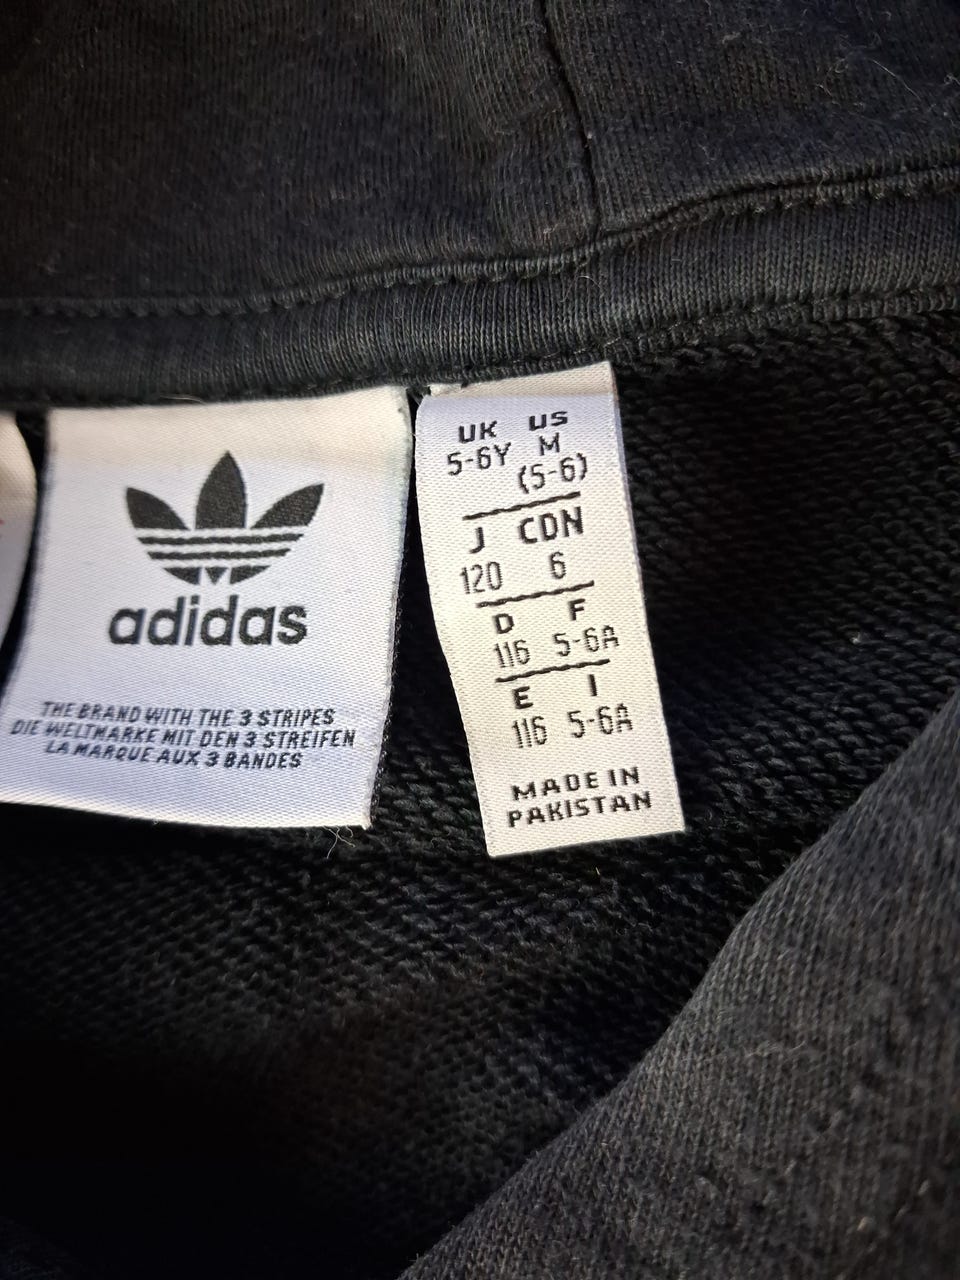 adidas
THE BRAND WITH THE 3 STRIPES
DIE WELTMARKE MIT DEN 3 STREIFEN
LA MARQUE AUX 3 BANDES
UK US
5-6Y M
(5-6)
J CDN
120 6
D F
116 5-6A
E I
116 5-6A
MADE IN
PAKISTAN